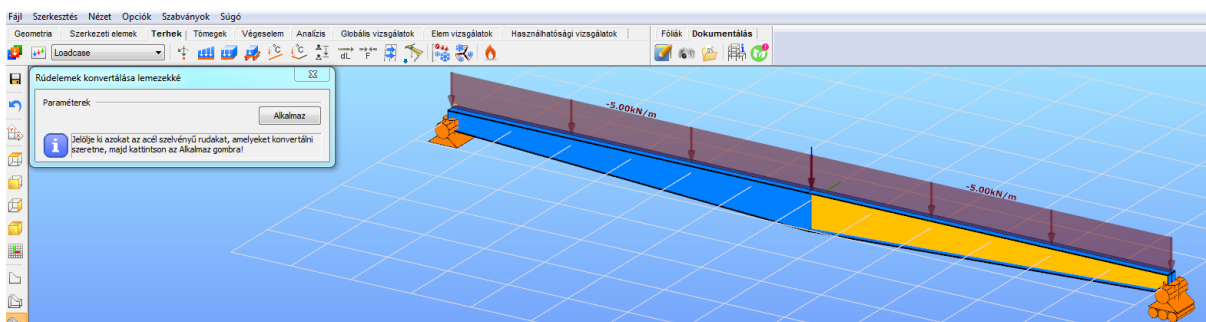 Fájl Szerkesztés Nézet Opciók Szabványok Súgó
Geometria Szerkezeti elemek Terhek Tömegek Végeselem Analízis Globális vizsgálatok Elem vizsgálatok Használhatósági vizsgálatok Fóliák Dokumentálás
Loadcase
°C °C ΔT dL F
Rúdelemek konvertálása lemezekké
Paraméterek
Alkalmaz
Jelölje ki azokat az acél szelvényű rudakat, amelyeket konvertálni
szeretne, majd kattintson az Alkalmaz gombra!
-5.00kN/m
-5.00kN/m